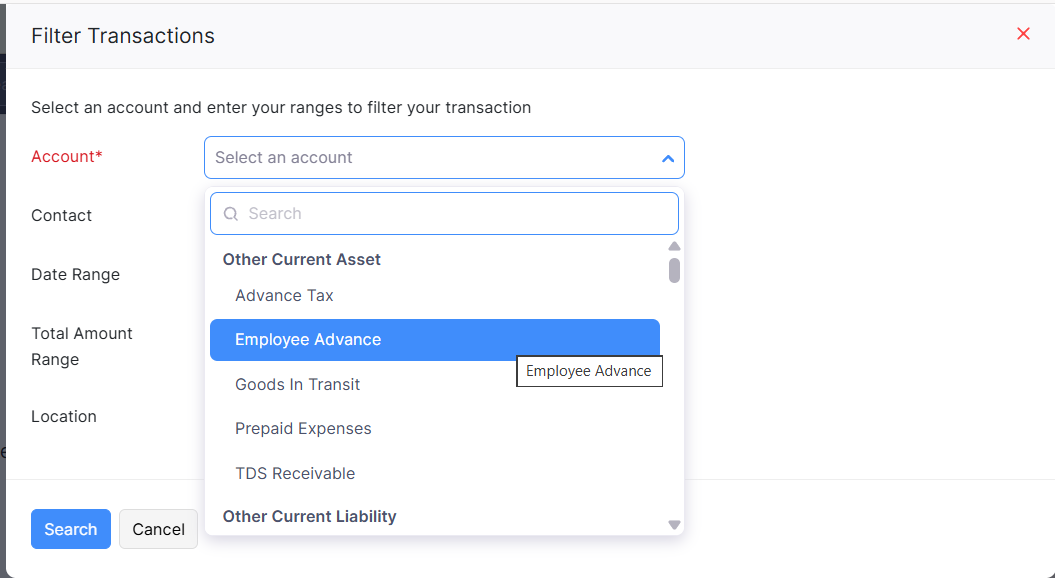 Filter Transactions
Select an account and enter your ranges to filter your transaction
Account*
Select an account
Contact
Search
Date Range
Other Current Asset
Advance Tax
Total Amount
Range
Employee Advance
Employee Advance
Goods In Transit
Location
Prepaid Expenses
TDS Receivable
Other Current Liability
Search
Cancel